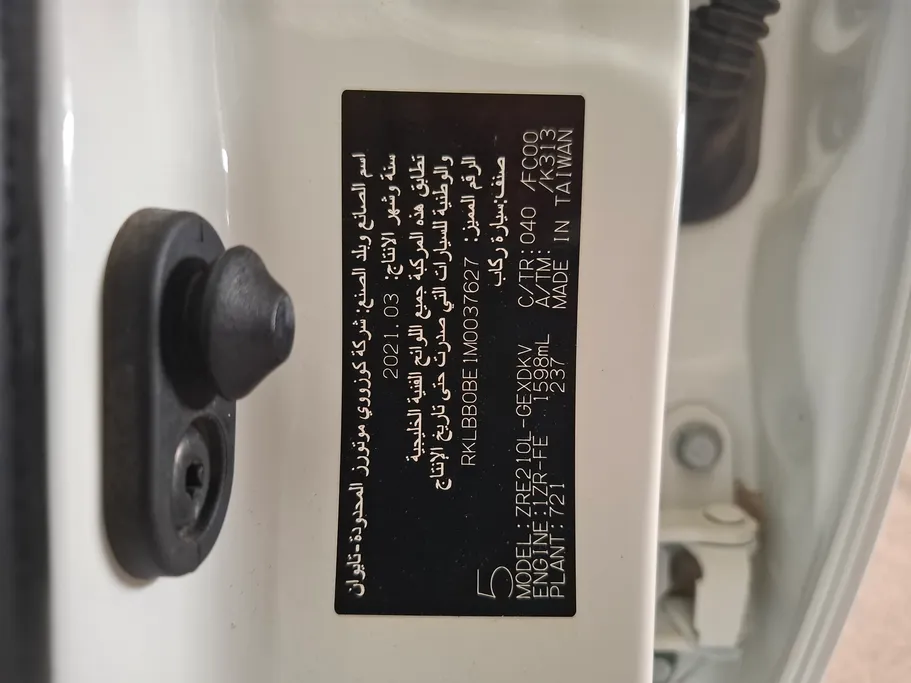 اسم الصانع وبلد الصنع: شركة كوزووي موتورز المحدودة-تايوان
سنة وشهر الانتاج: 2021.03
تطابق هذه المركبة جميع اللوائح الفنية الخليجية
والوطنية للسيارات التي صدرت حتى تاريخ الإنتاج
الرقم المميز: RKLBB0BE1M0037627
صنف:سيارة ركاب
5
MODEL:ZRE210L-GEXDKV C/TR:040 /FC00
ENGINE:1ZR-FE 1598mL A/TM: /K313
PLANT:721 237 MADE IN TAIWAN